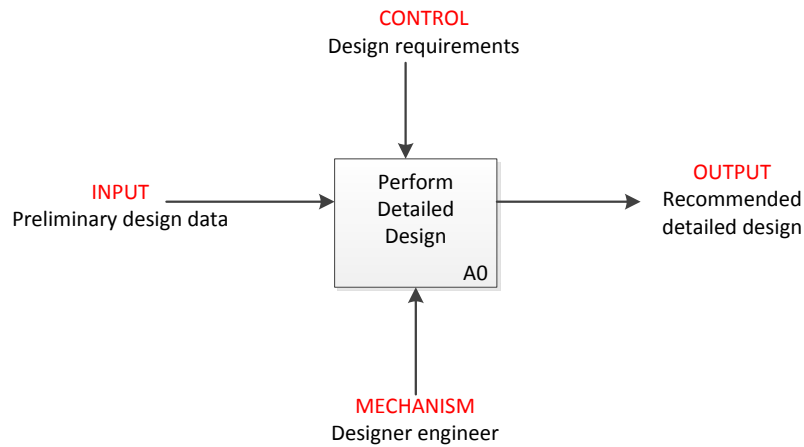 CONTROL
Design requirements
INPUT
Preliminary design data
Perform
Detailed
Design
A0
OUTPUT
Recommended
detailed design
MECHANISM
Designer engineer